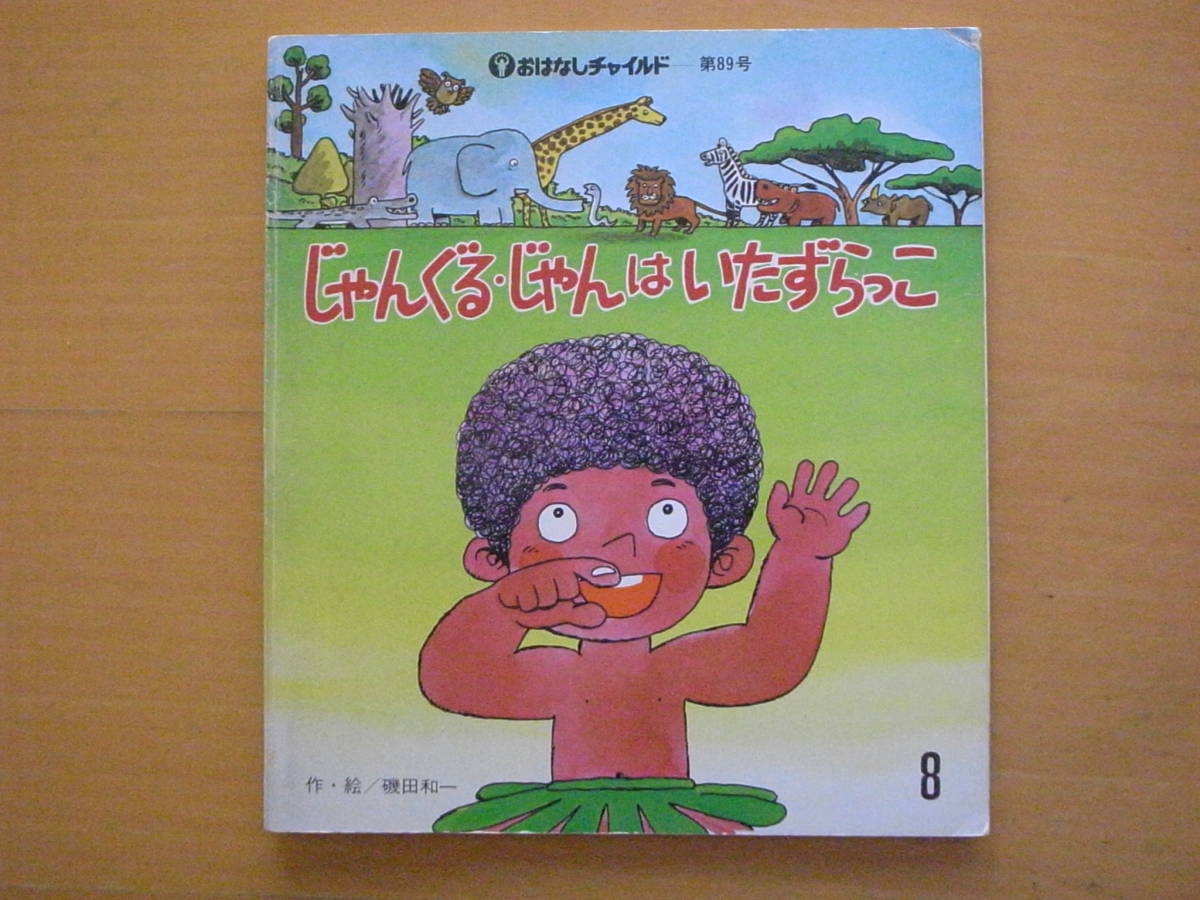 おはなしチャイルド — 第89号
じゃんぐる・じゃんはいたずらっこ
作・絵／磯田和一
8